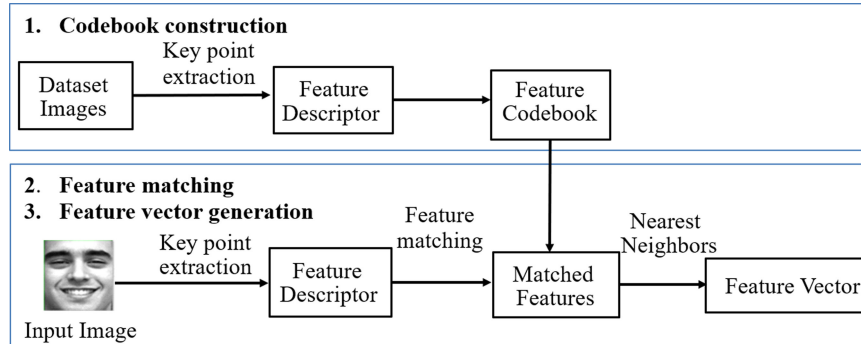 1. Codebook construction
Key point
extraction
Dataset
Images
Feature
Descriptor
Feature
Codebook
2. Feature matching
3. Feature vector generation
Key point
extraction
Feature
matching
Nearest
Neighbors
Feature
Descriptor
Matched
Features
Feature Vector
Input Image